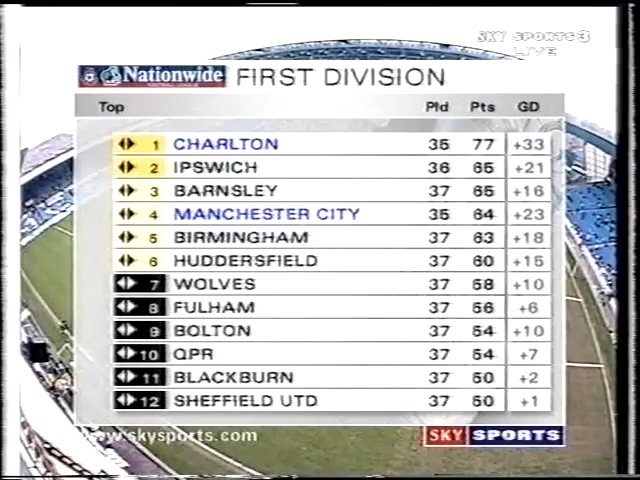 SKY SPORTS 3
LIVE
Nationwide FIRST DIVISION
FOOTBALL LEAGUE
Top Pld Pts GD
1 CHARLTON 35 77 +33
2 IPSWICH 36 65 +21
3 BARNSLEY 37 65 +16
4 MANCHESTER CITY 35 64 +23
5 BIRMINGHAM 37 63 +18
6 HUDDERSFIELD 37 60 +15
7 WOLVES 37 58 +10
8 FULHAM 37 56 +6
9 BOLTON 37 54 +10
10 QPR 37 54 +7
11 BLACKBURN 37 50 +2
12 SHEFFIELD UTD 37 50 +1
www.skysports.com SKY SPORTS